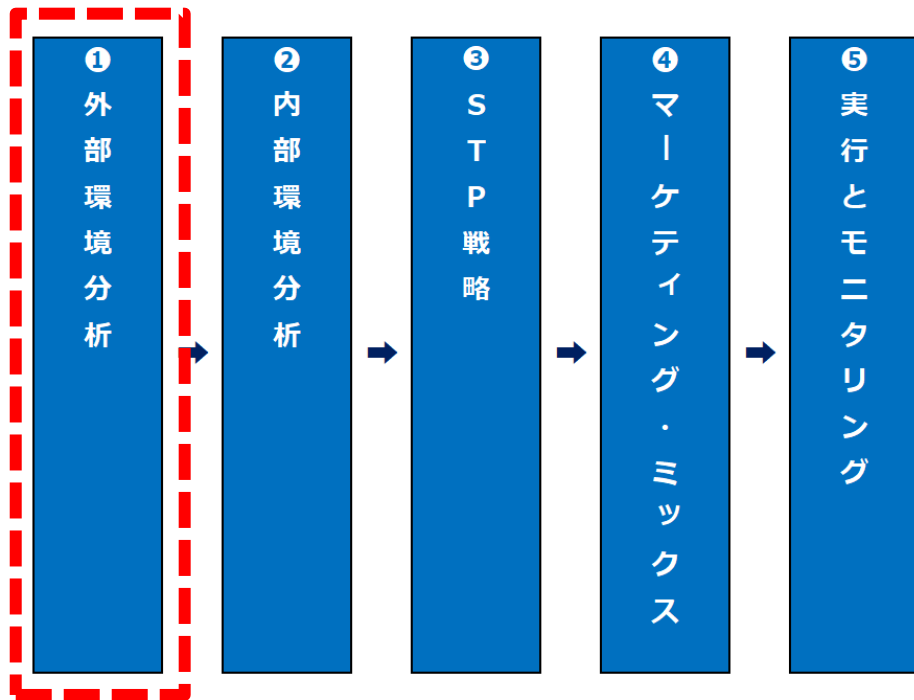 ❶外部環境分析
❷内部環境分析
❸STP戦略
❹マーケティング・ミックス
❺実行とモニタリング